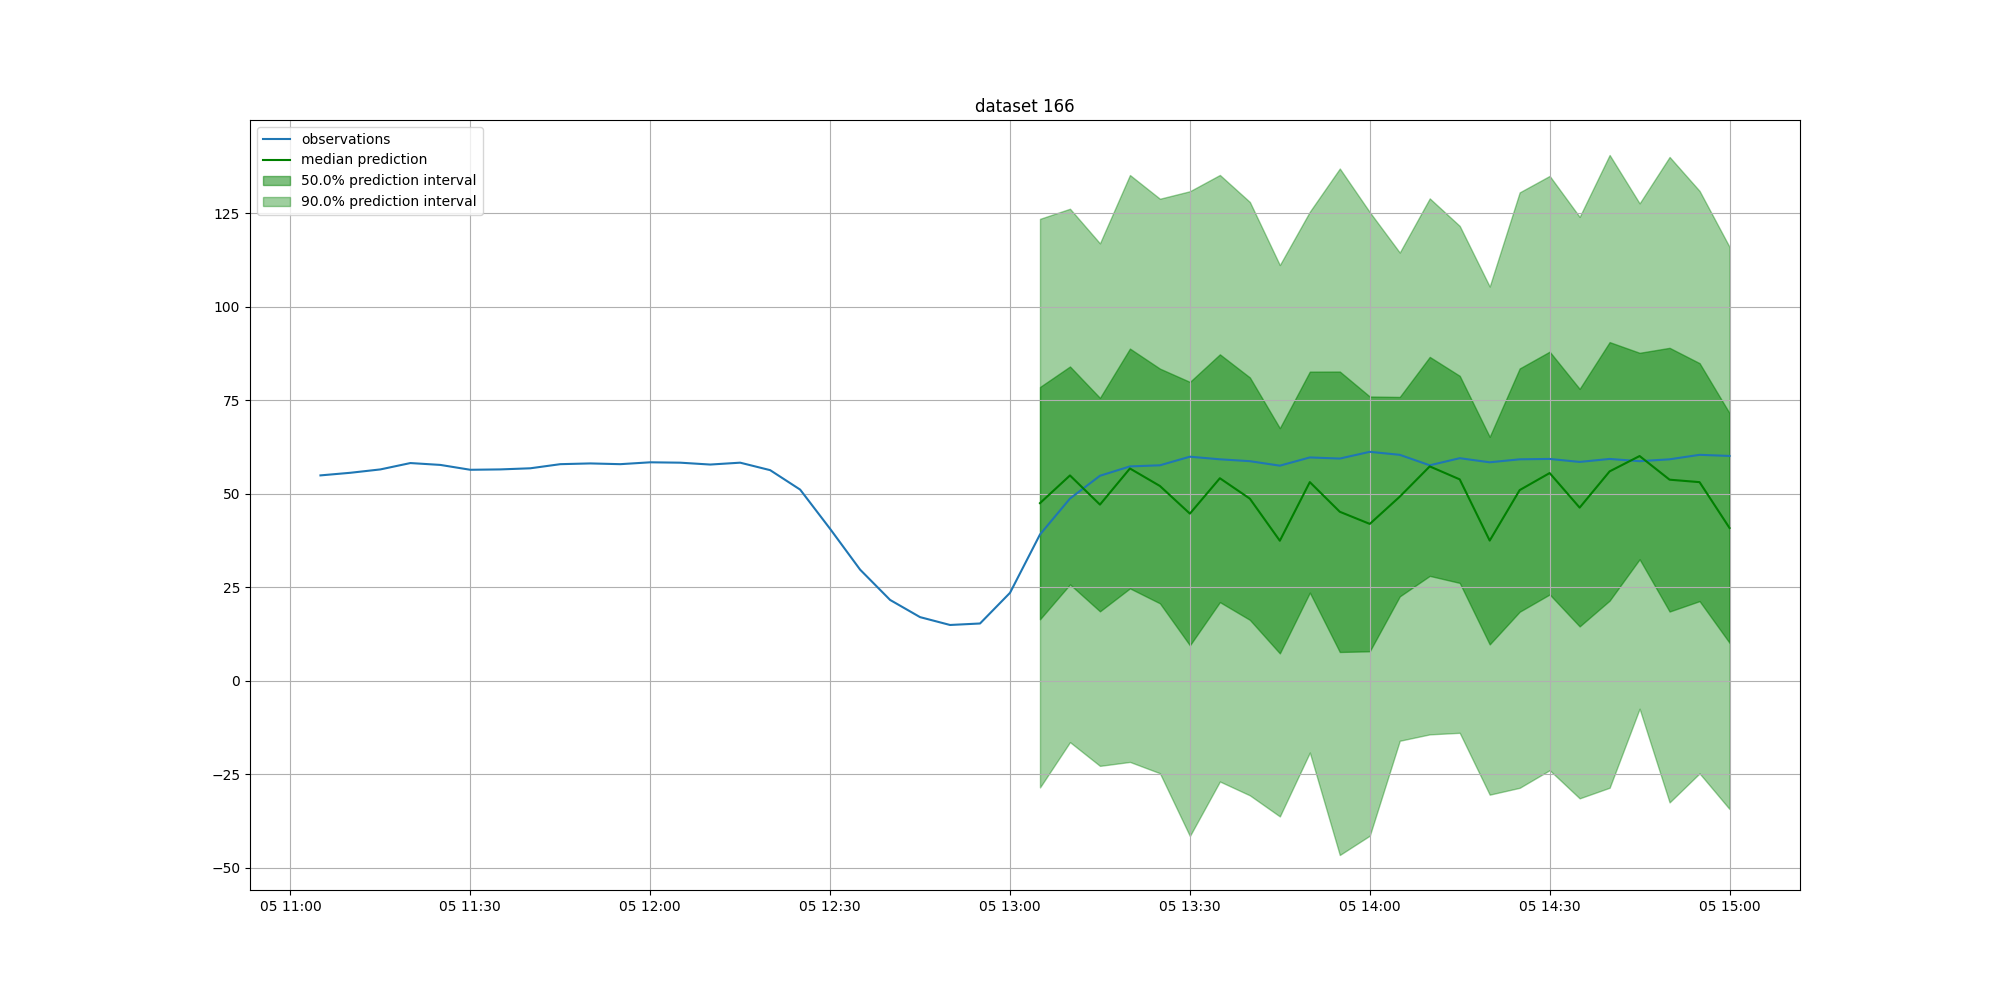 dataset 166
observations
median prediction
50.0% prediction interval
90.0% prediction interval
125
100
75
50
25
0
−25
−50
05 11:00 05 11:30 05 12:00 05 12:30 05 13:00 05 13:30 05 14:00 05 14:30 05 15:00